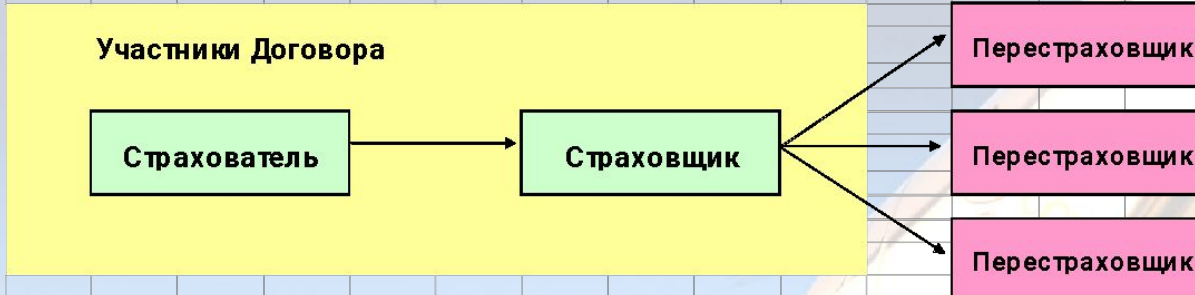 Участники Договора
Перестраховщик
Страхователь
Страховщик
Перестраховщик
Перестраховщик